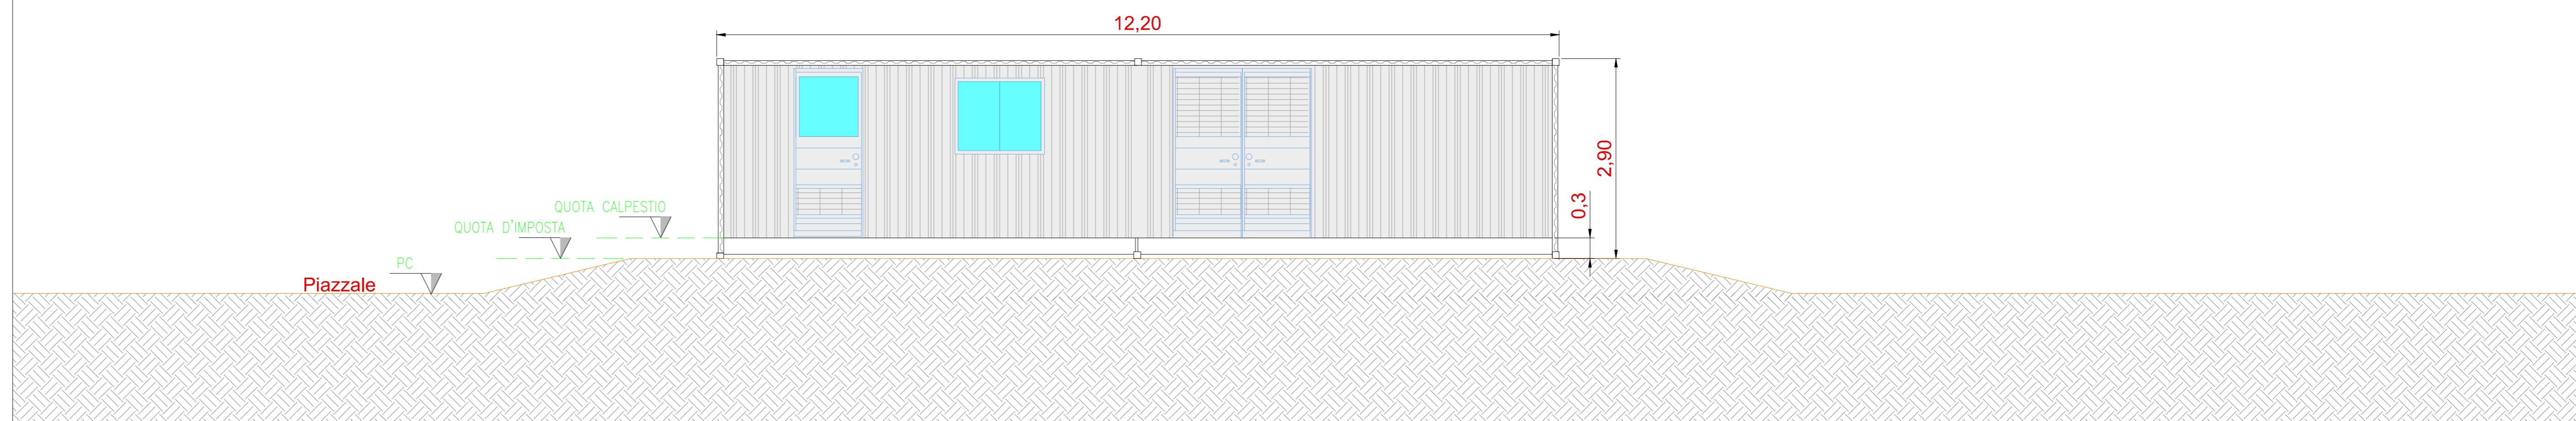 12,20
2,90
0,3
QUOTA CALPESTIO
QUOTA D'IMPOSTA
PC
Piazzale